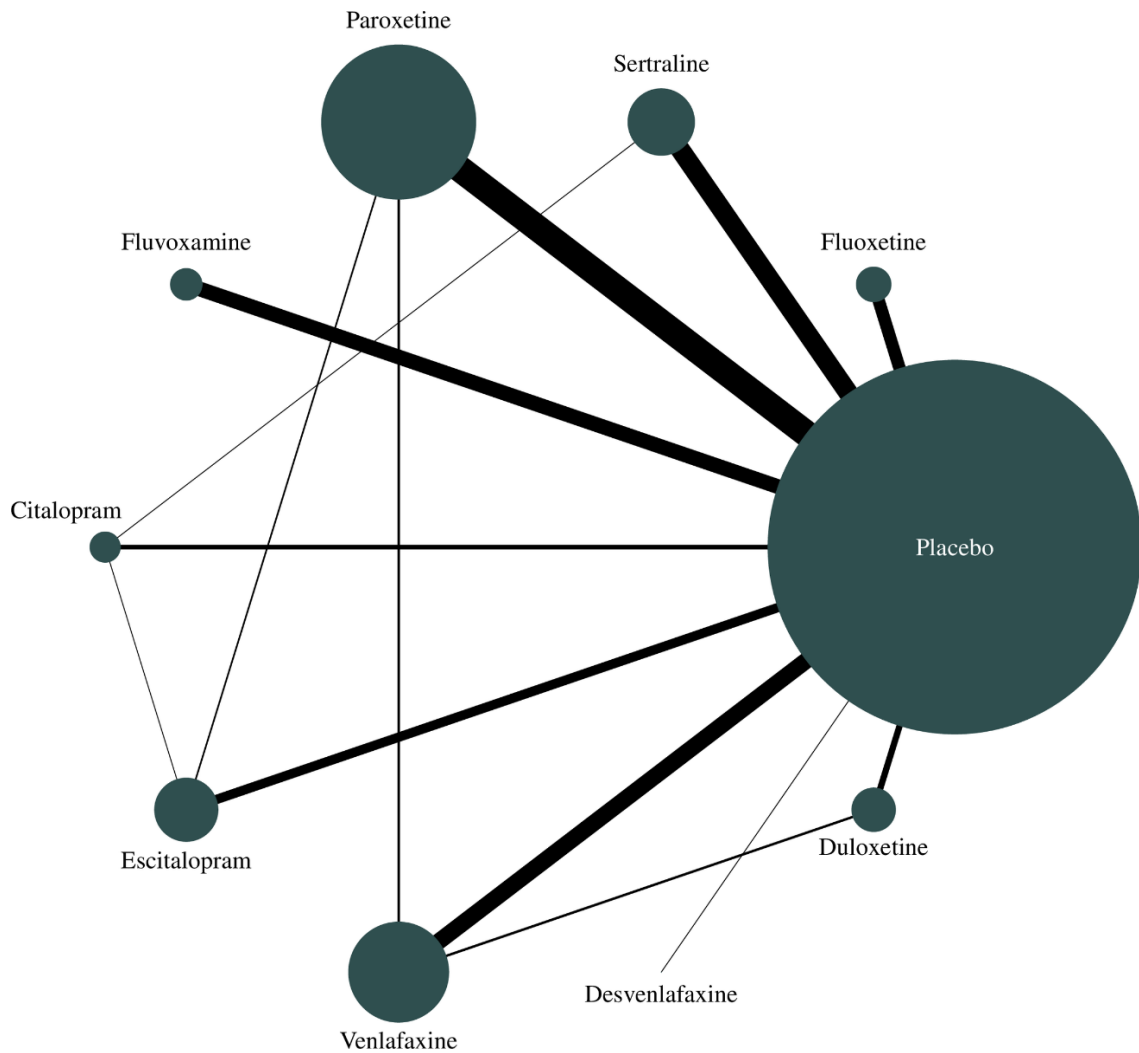 Paroxetine
Sertraline
Fluvoxamine
Fluoxetine
Citalopram
Placebo
Escitalopram
Duloxetine
Desvenlafaxine
Venlafaxine